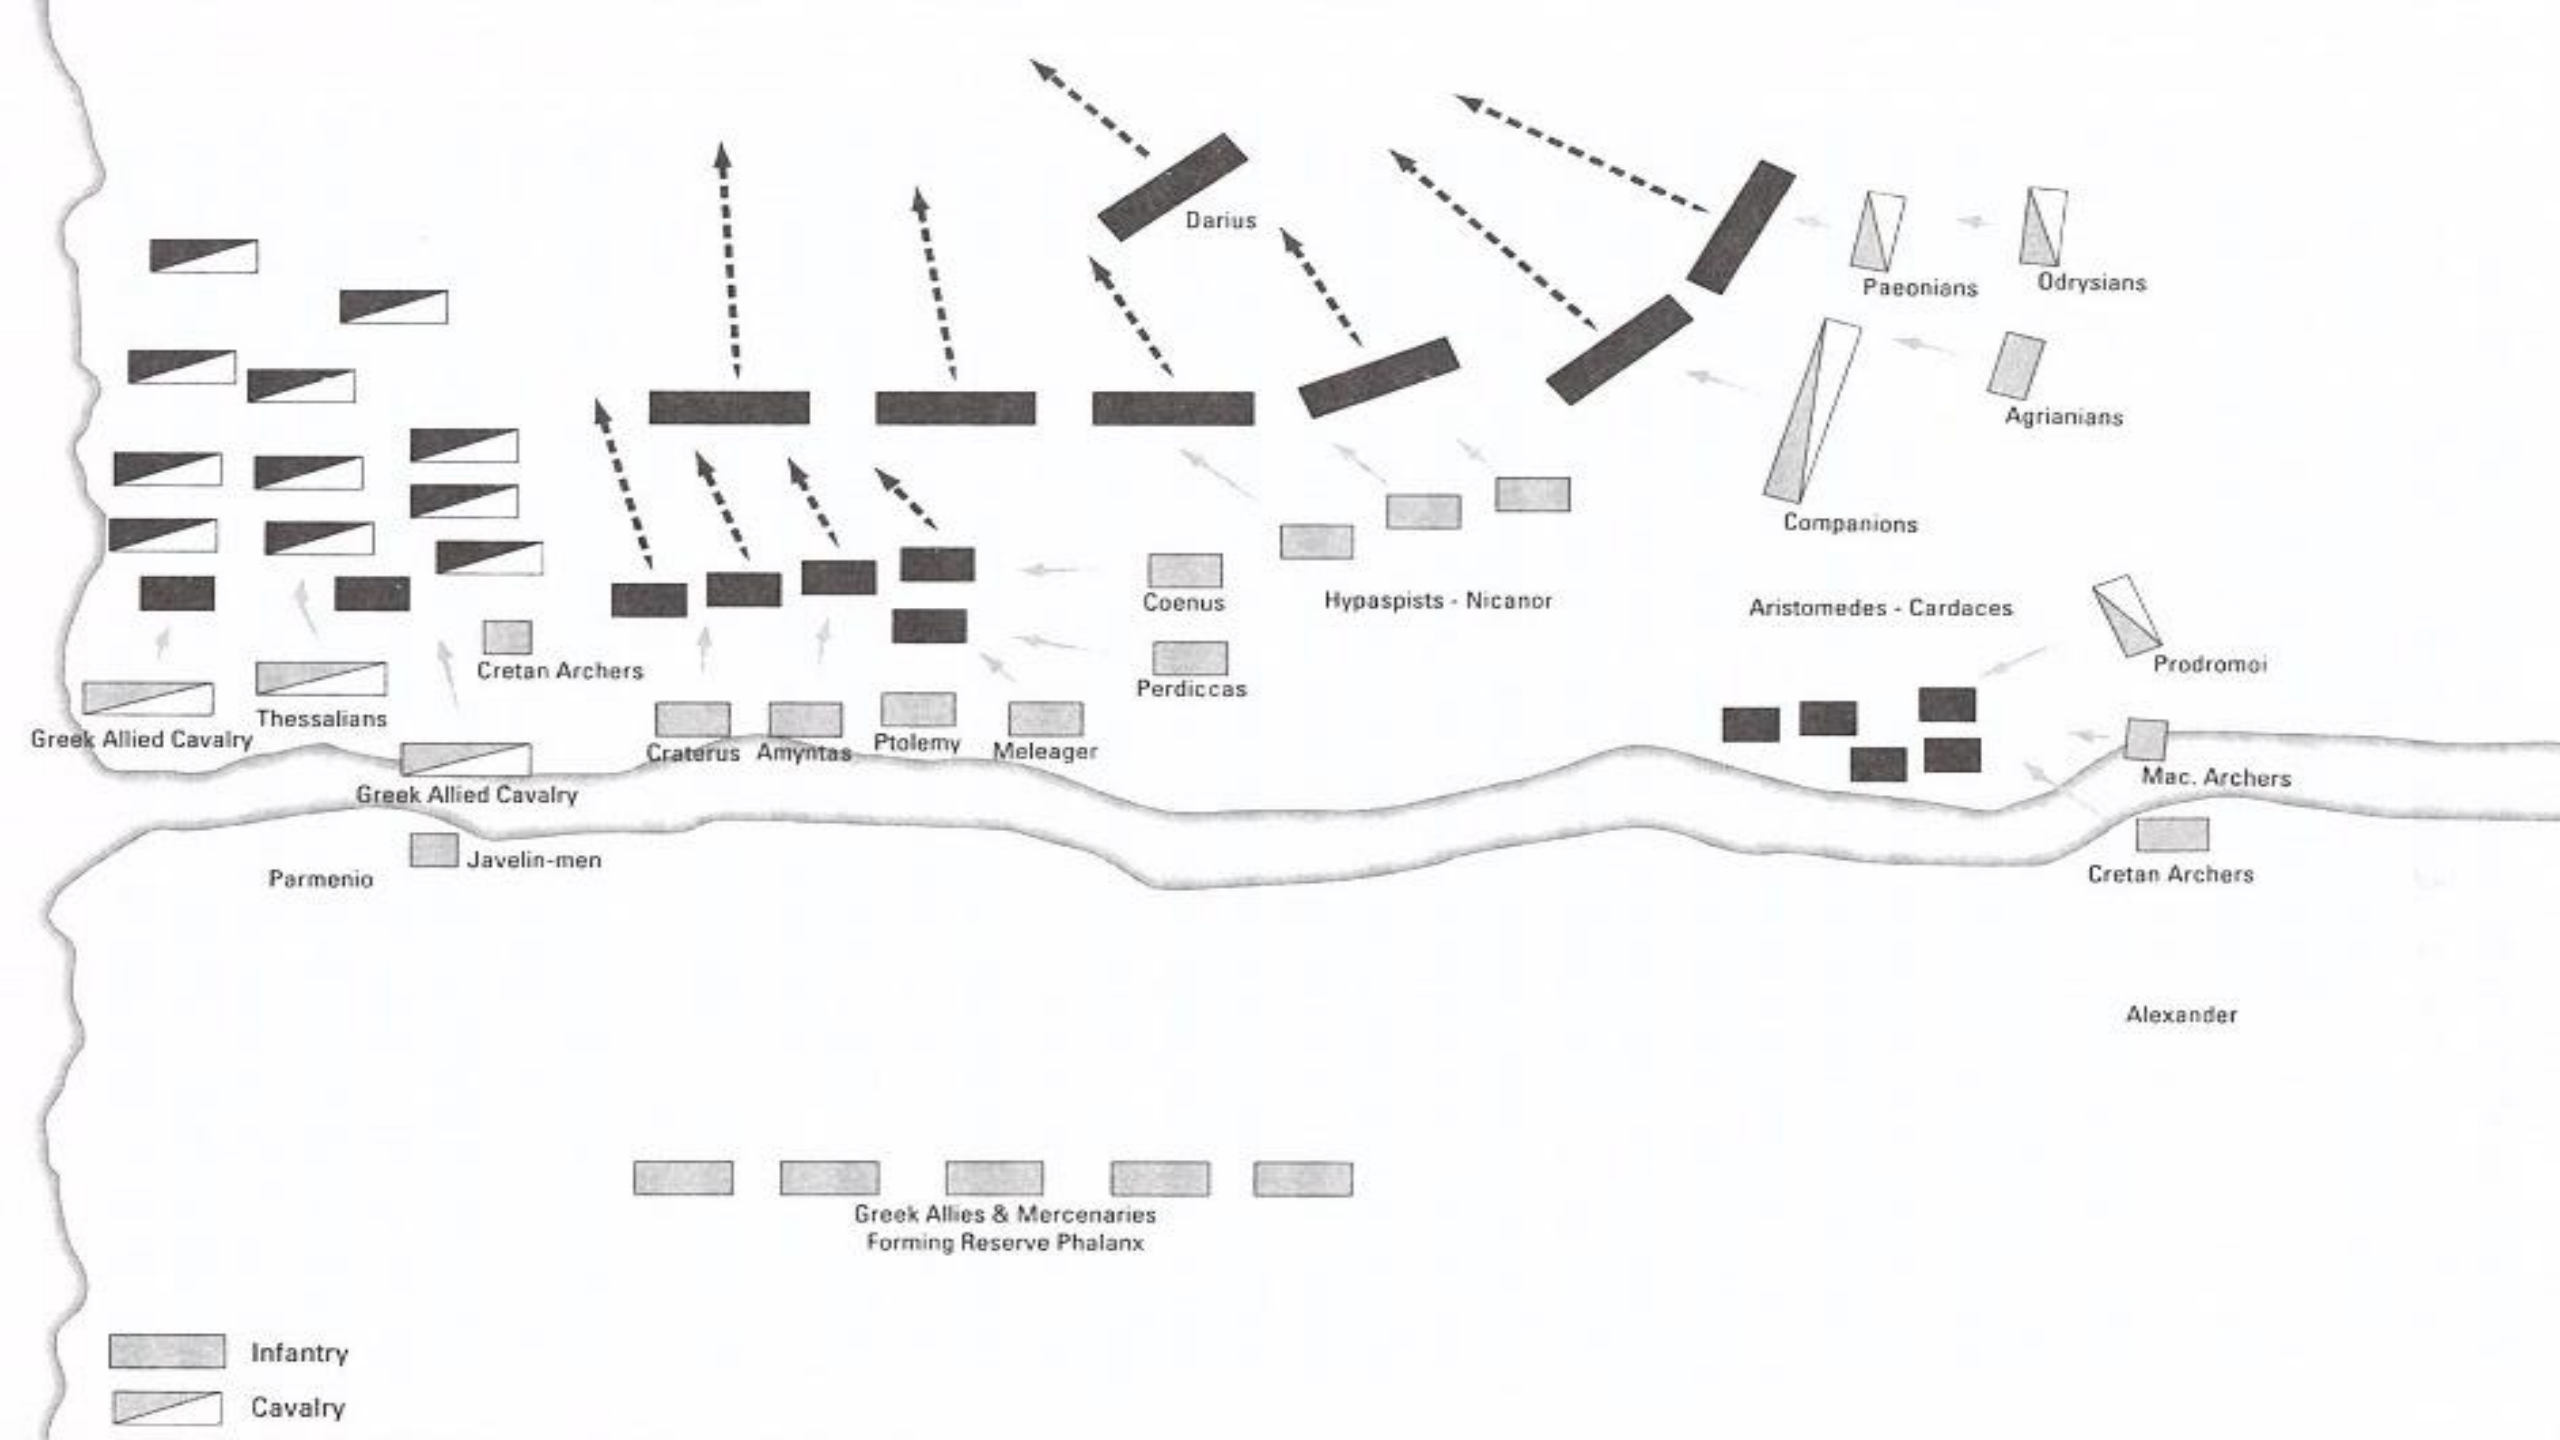 Darius
Paeonians
Odrysians
Agrianians
Companions
Coenus
Hypaspists - Nicanor
Aristomedes - Cardaces
Cretan Archers
Perdiccas
Prodromoi
Greek Allied Cavalry
Thessalians
Craterus
Amyntas
Ptolemy
Meleager
Greek Allied Cavalry
Mac. Archers
Javelin-men
Parmenio
Cretan Archers
Alexander
Greek Allies & Mercenaries
Forming Reserve Phalanx
Infantry
Cavalry